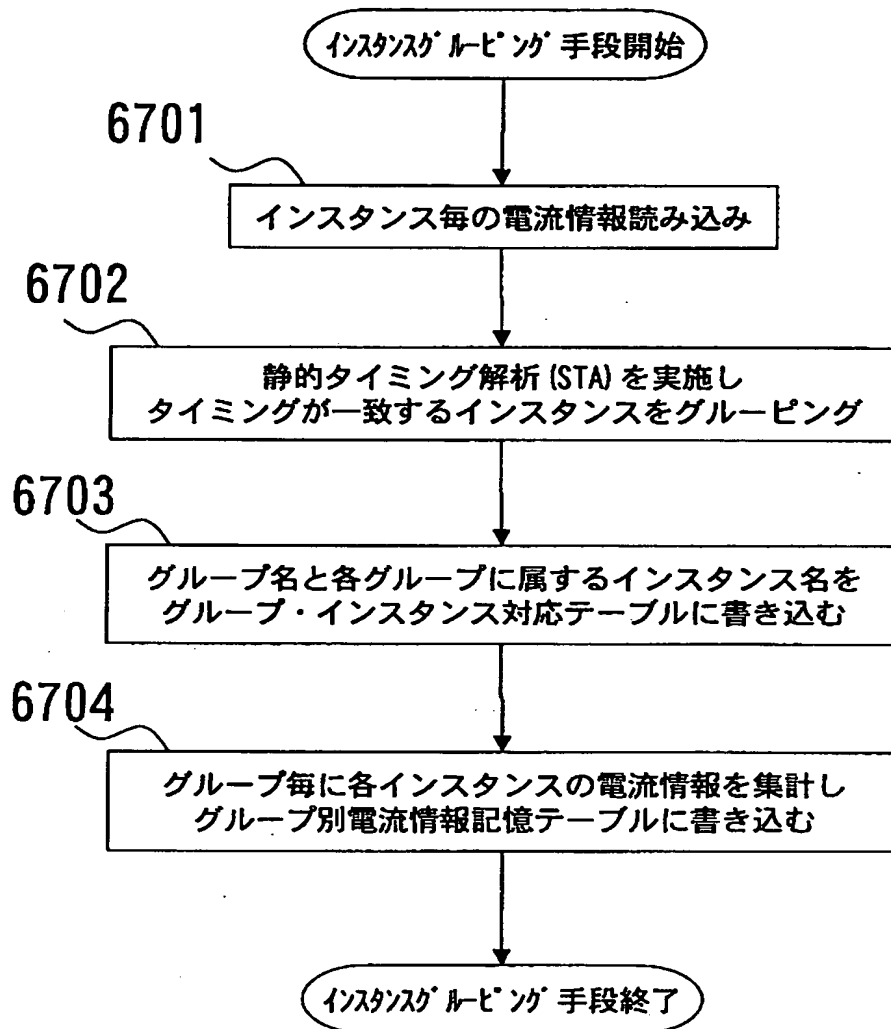 ｲﾝｽﾀﾝｽｸﾞﾙｰﾋﾟﾝｸﾞ手段開始
6701
インスタンス毎の電流情報読み込み
6702
静的タイミング解析(STA)を実施し
タイミングが一致するインスタンスをグルーピング
6703
グループ名と各グループに属するインスタンス名を
グループ・インスタンス対応テーブルに書き込む
6704
グループ毎に各インスタンスの電流情報を集計し
グループ別電流情報記憶テーブルに書き込む
ｲﾝｽﾀﾝｽｸﾞﾙｰﾋﾟﾝｸﾞ手段終了